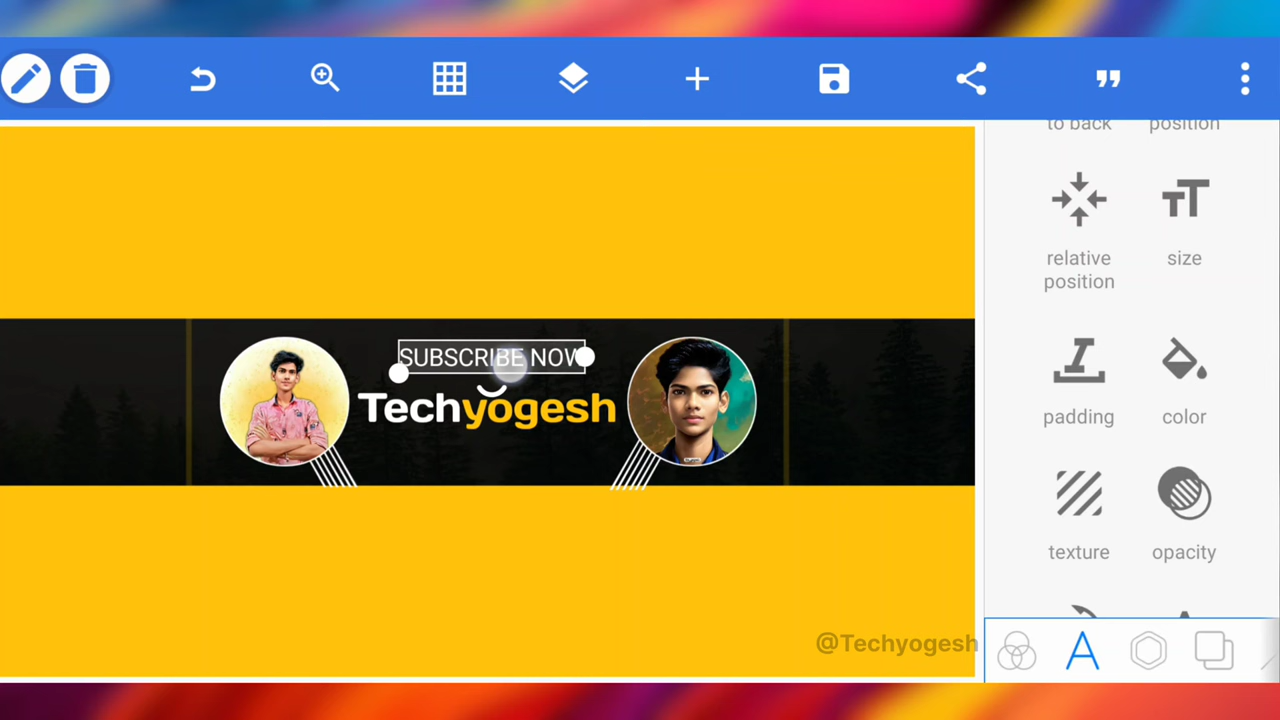 to back
position
relative
position
size
padding
color
texture
opacity
SUBSCRIBE NOW
Techyogesh
@Techyogesh